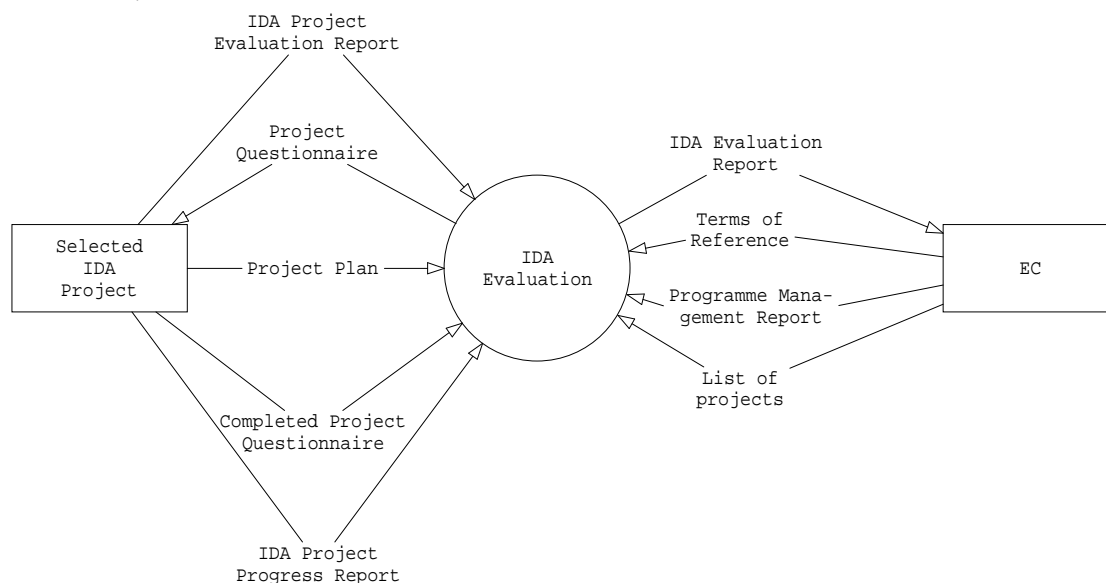 IDA Project
Evaluation Report
Project
Questionnaire
IDA Evaluation
Report
Terms of
Reference
Selected
IDA
Project
Project Plan
IDA
Evaluation
EC
Programme Mana-
gement Report
List of
projects
Completed Project
Questionnaire
IDA Project
Progress Report